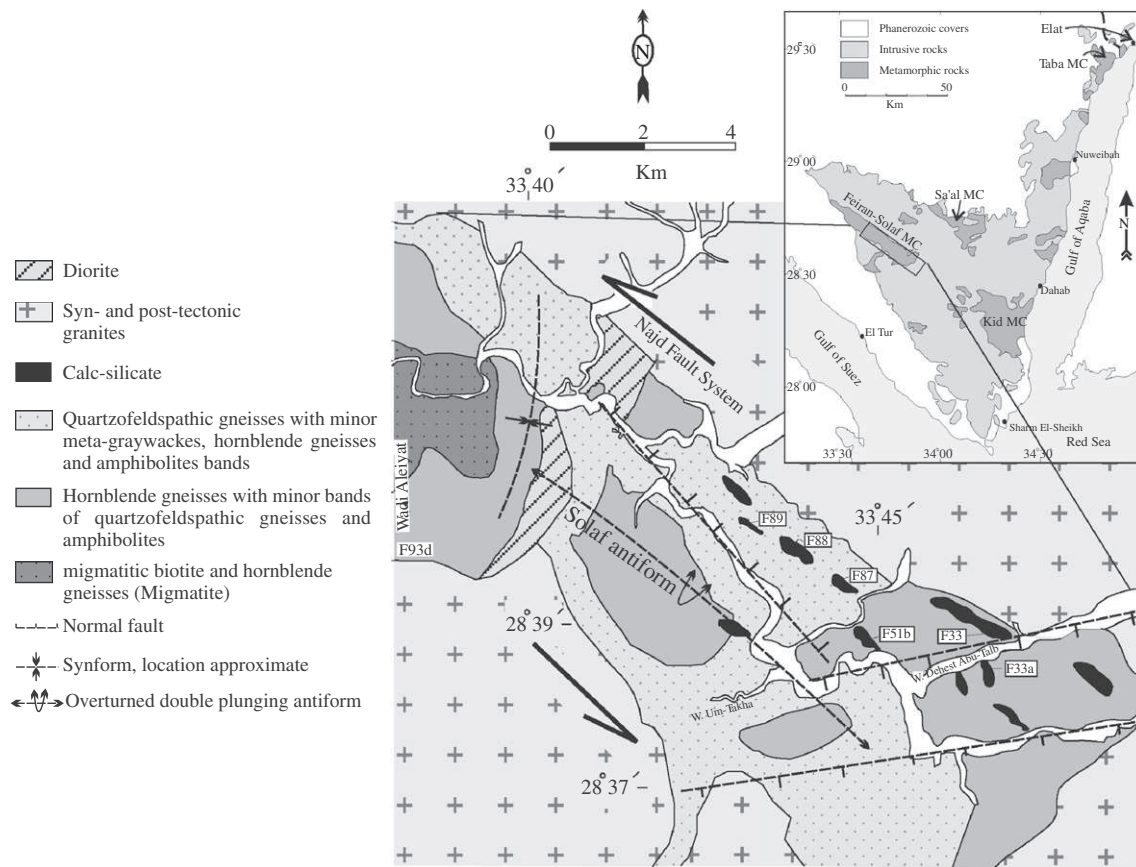 Diorite
Syn- and post-tectonic
granites
Calc-silicate
Quartzofeldspathic gneisses with minor
meta-graywackes, hornblende gneisses
and amphibolites bands
Hornblende gneisses with minor bands
of quartzofeldspathic gneisses and
amphibolites
migmatitic biotite and hornblende
gneisses (Migmatite)
Normal fault
Synform, location approximate
Overturned double plunging antiform
N
0 2 4
Km
33°40´
Najd Fault System
Wadi Aleiyat
F93d
Solaf antiform
28°39´
28°37´
F89
F88
33°45´
F87
F51b
F33
W. Dehest Abu-Talb
F33a
W. Um-Takha
Phanerozoic covers
Intrusive rocks
Metamorphic rocks
0 50
Km
Elat
Taba MC
29°30
29°00
28°30
28°00
Nuweibah
Sa'al MC
Feiran-Solaf MC
Gulf of Aqaba
N
Dahab
Kid MC
El Tur
Gulf of Suez
Sharm El-Sheikh
Red Sea
33°30 34°00 34°30